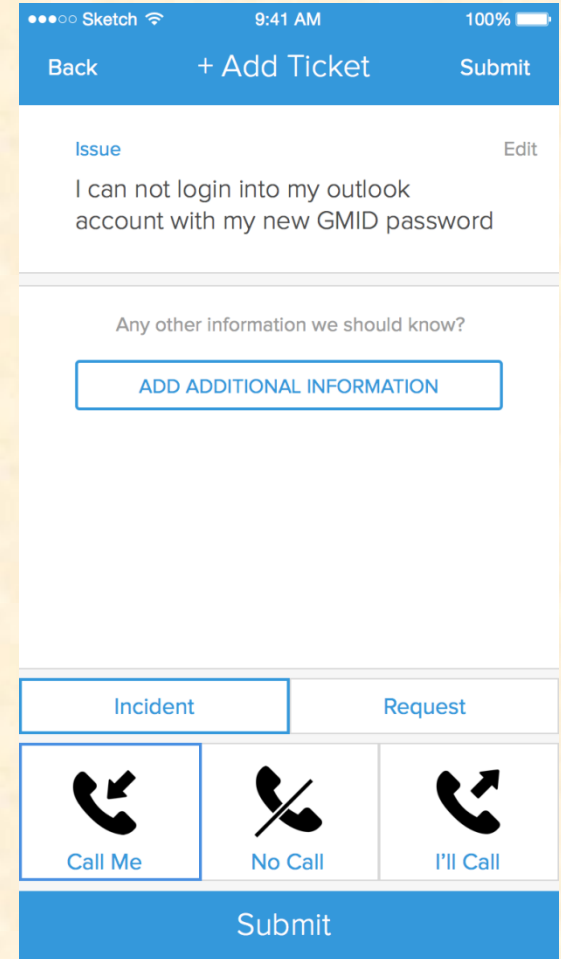 Sketch 9:41 AM 100%
Back + Add Ticket Submit
Issue Edit
I can not login into my outlook
account with my new GMID password
Any other information we should know?
ADD ADDITIONAL INFORMATION
Incident Request
Call Me No Call I'll Call
Submit